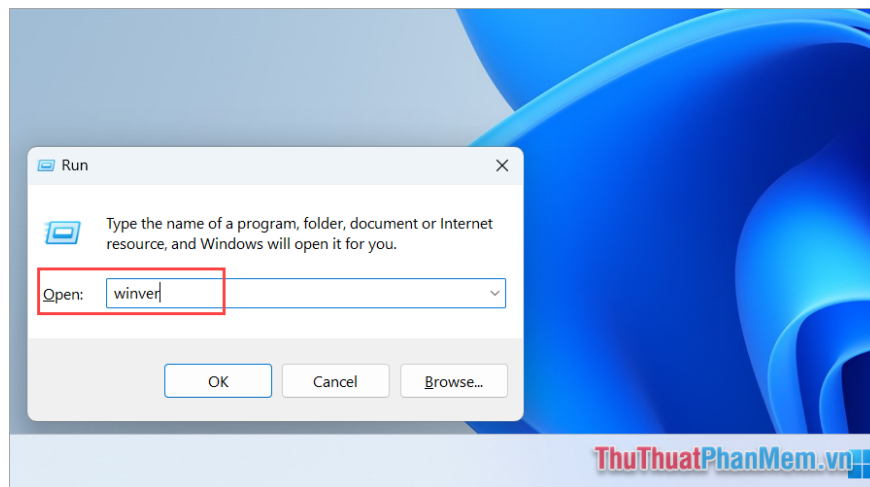 Run
Type the name of a program, folder, document or Internet
resource, and Windows will open it for you.
Open: winver
OK Cancel Browse...
ThuThuatPhanMem.vn